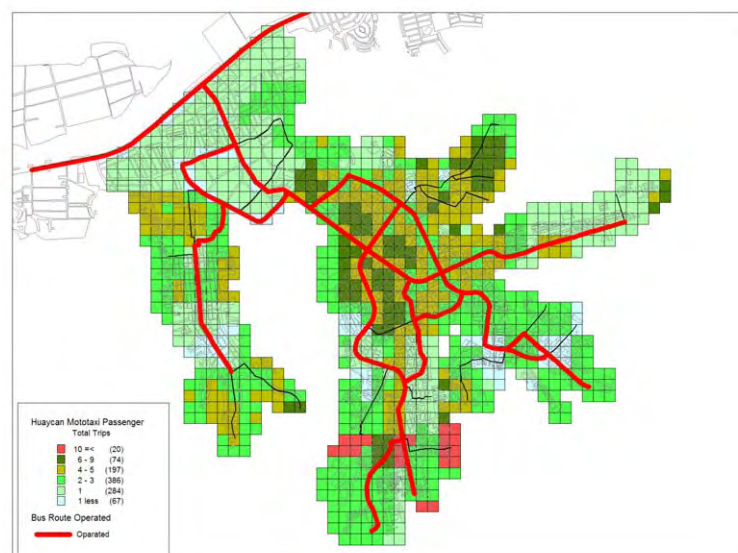 Huaycan Mototaxi Passenger
Total Trips
10 =< (20)
6 - 9 (74)
4 - 5 (197)
2 - 3 (386)
1 (284)
1 less (67)
Bus Route Operated
Oparated